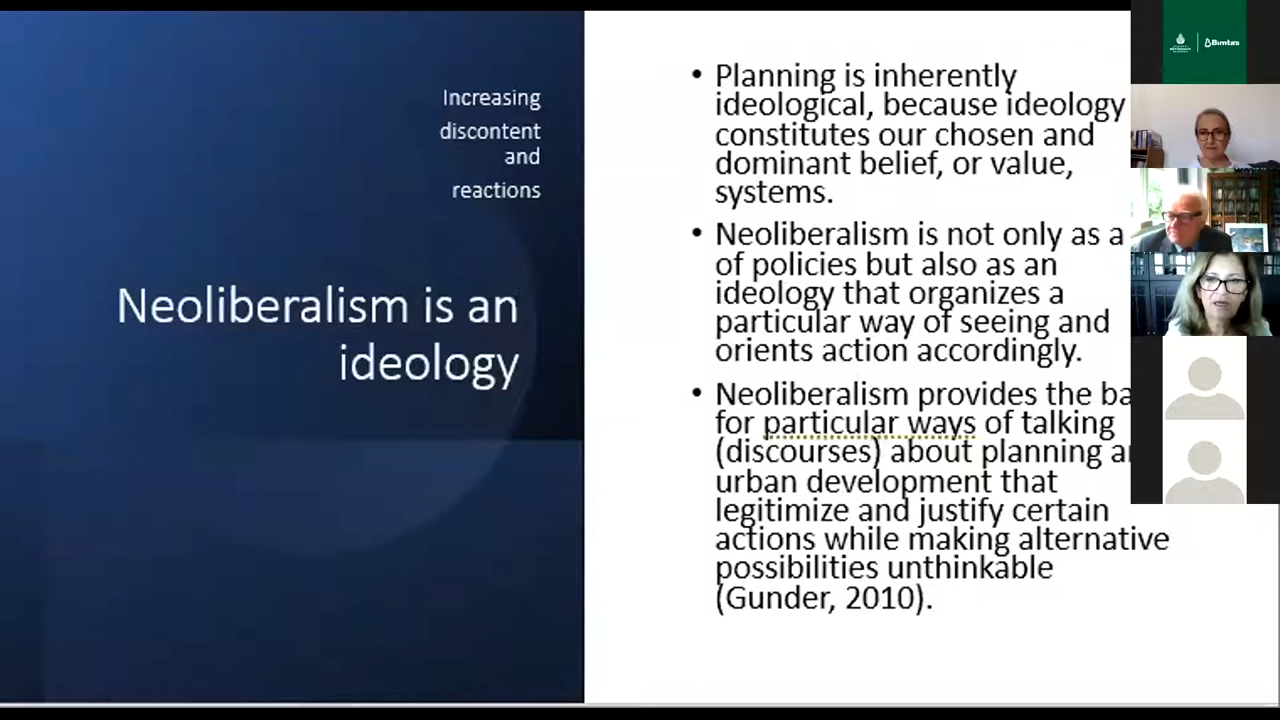 Increasing
discontent
and
reactions
Neoliberalism is an
ideology
• Planning is inherently
ideological, because ideology
constitutes our chosen and
dominant belief, or value,
systems.
• Neoliberalism is not only as a
of policies but also as an
ideology that organizes a
particular way of seeing and
orients action accordingly.
• Neoliberalism provides the
for particular ways of talking
(discourses) about planning
urban development that
legitimize and justify certain
actions while making alternative
possibilities unthinkable
(Gunder, 2010).
Bimtaş